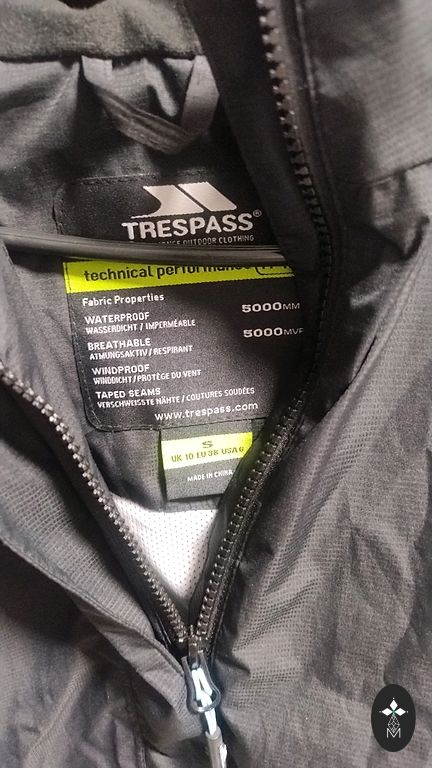 TRESPASS®
OUTDOOR CLOTHING
technical performance
Fabric Properties
WATERPROOF 5000MM
WASSERDICHT / IMPERMÉABLE
BREATHABLE 5000MVP
ATMUNGSAKTIV / RESPIRANT
WINDPROOF
WINDDICHT / PROTÈGE DU VENT
TAPED SEAMS
VERSCHWEISSTE NÄHTE / COUTURES SOUDÉES
www.trespass.com
S
UK 10 EU 38 USA 6
MADE IN CHINA
M